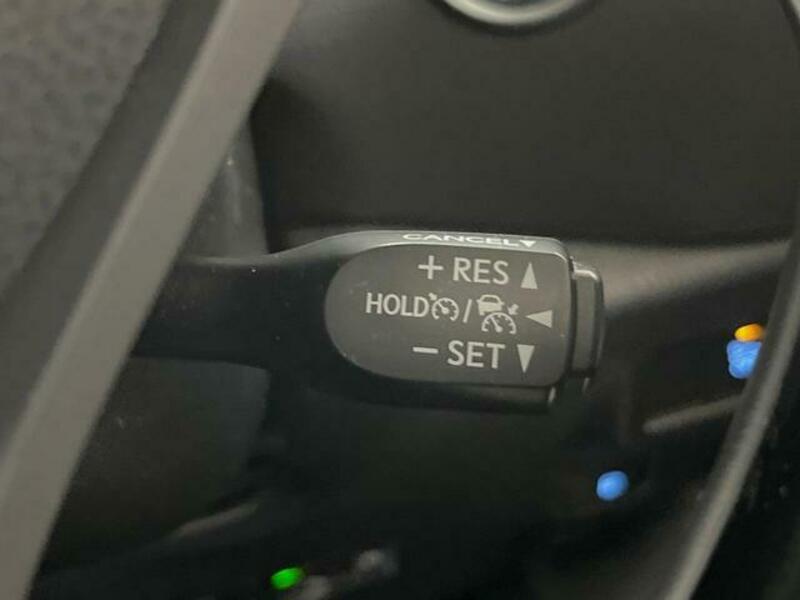 CANCEL▼
+ RES ▲
HOLD / ◀
− SET ▼